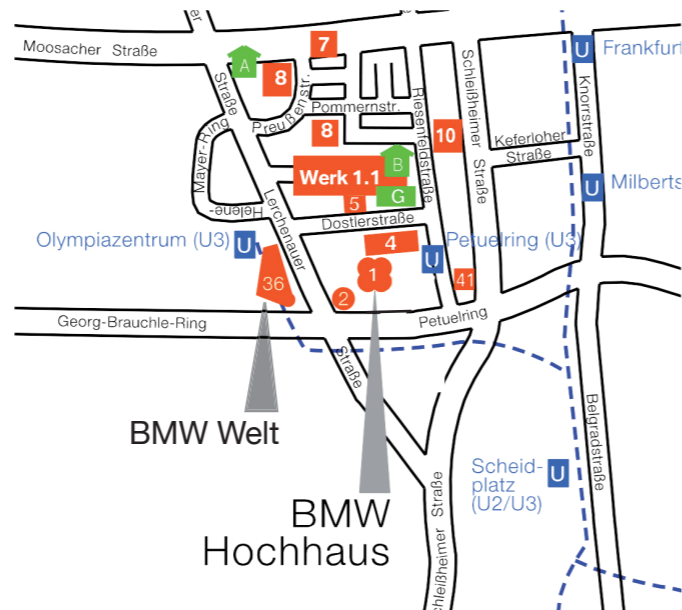 Moosacher Straße
A
7
8
U
Frankfurt
Straße
Preußenstr.
Pommernstr.
8
Riesenfeldstraße
10
Schleißheimer Straße
Keferloher
Straße
Knorrstraße
Mayer-Ring
Helene-
B
Werk 1.1
G
5
U
Milberts
Lerchenauer
Dostlerstraße
Olympiazentrum (U3)
U
4
U
Petuelring (U3)
36
1
2
41
Georg-Brauchle-Ring
Petuelring
Straße
BMW Welt
Belgradstraße
Scheid-
platz
(U2/U3)
U
BMW
Hochhaus
Schleißheimer Straße